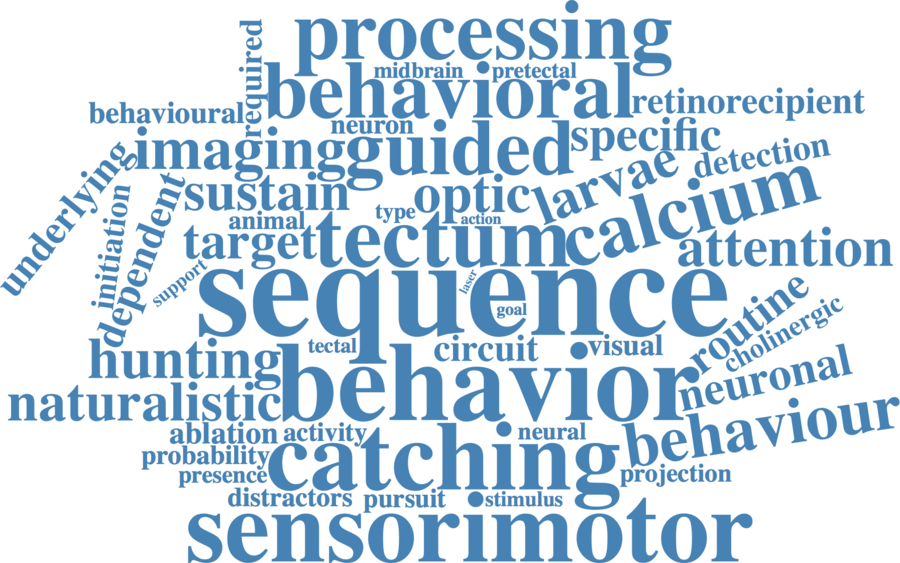 processing
required
midbrain pretectal
behavioral
behavioural
retinorecipient
neuron
imaging guided specific
underlying
detection
larvae
sustain optic calcium
initiation
dependent
animal type action
target tectum attention
support
sequence
laser
goal
routine
tectal circuit visual
cholinergic
hunting behavior neuronal
naturalistic
ablation activity neural behaviour
probability catching
presence projection
distractors pursuit stimulus
sensorimotor